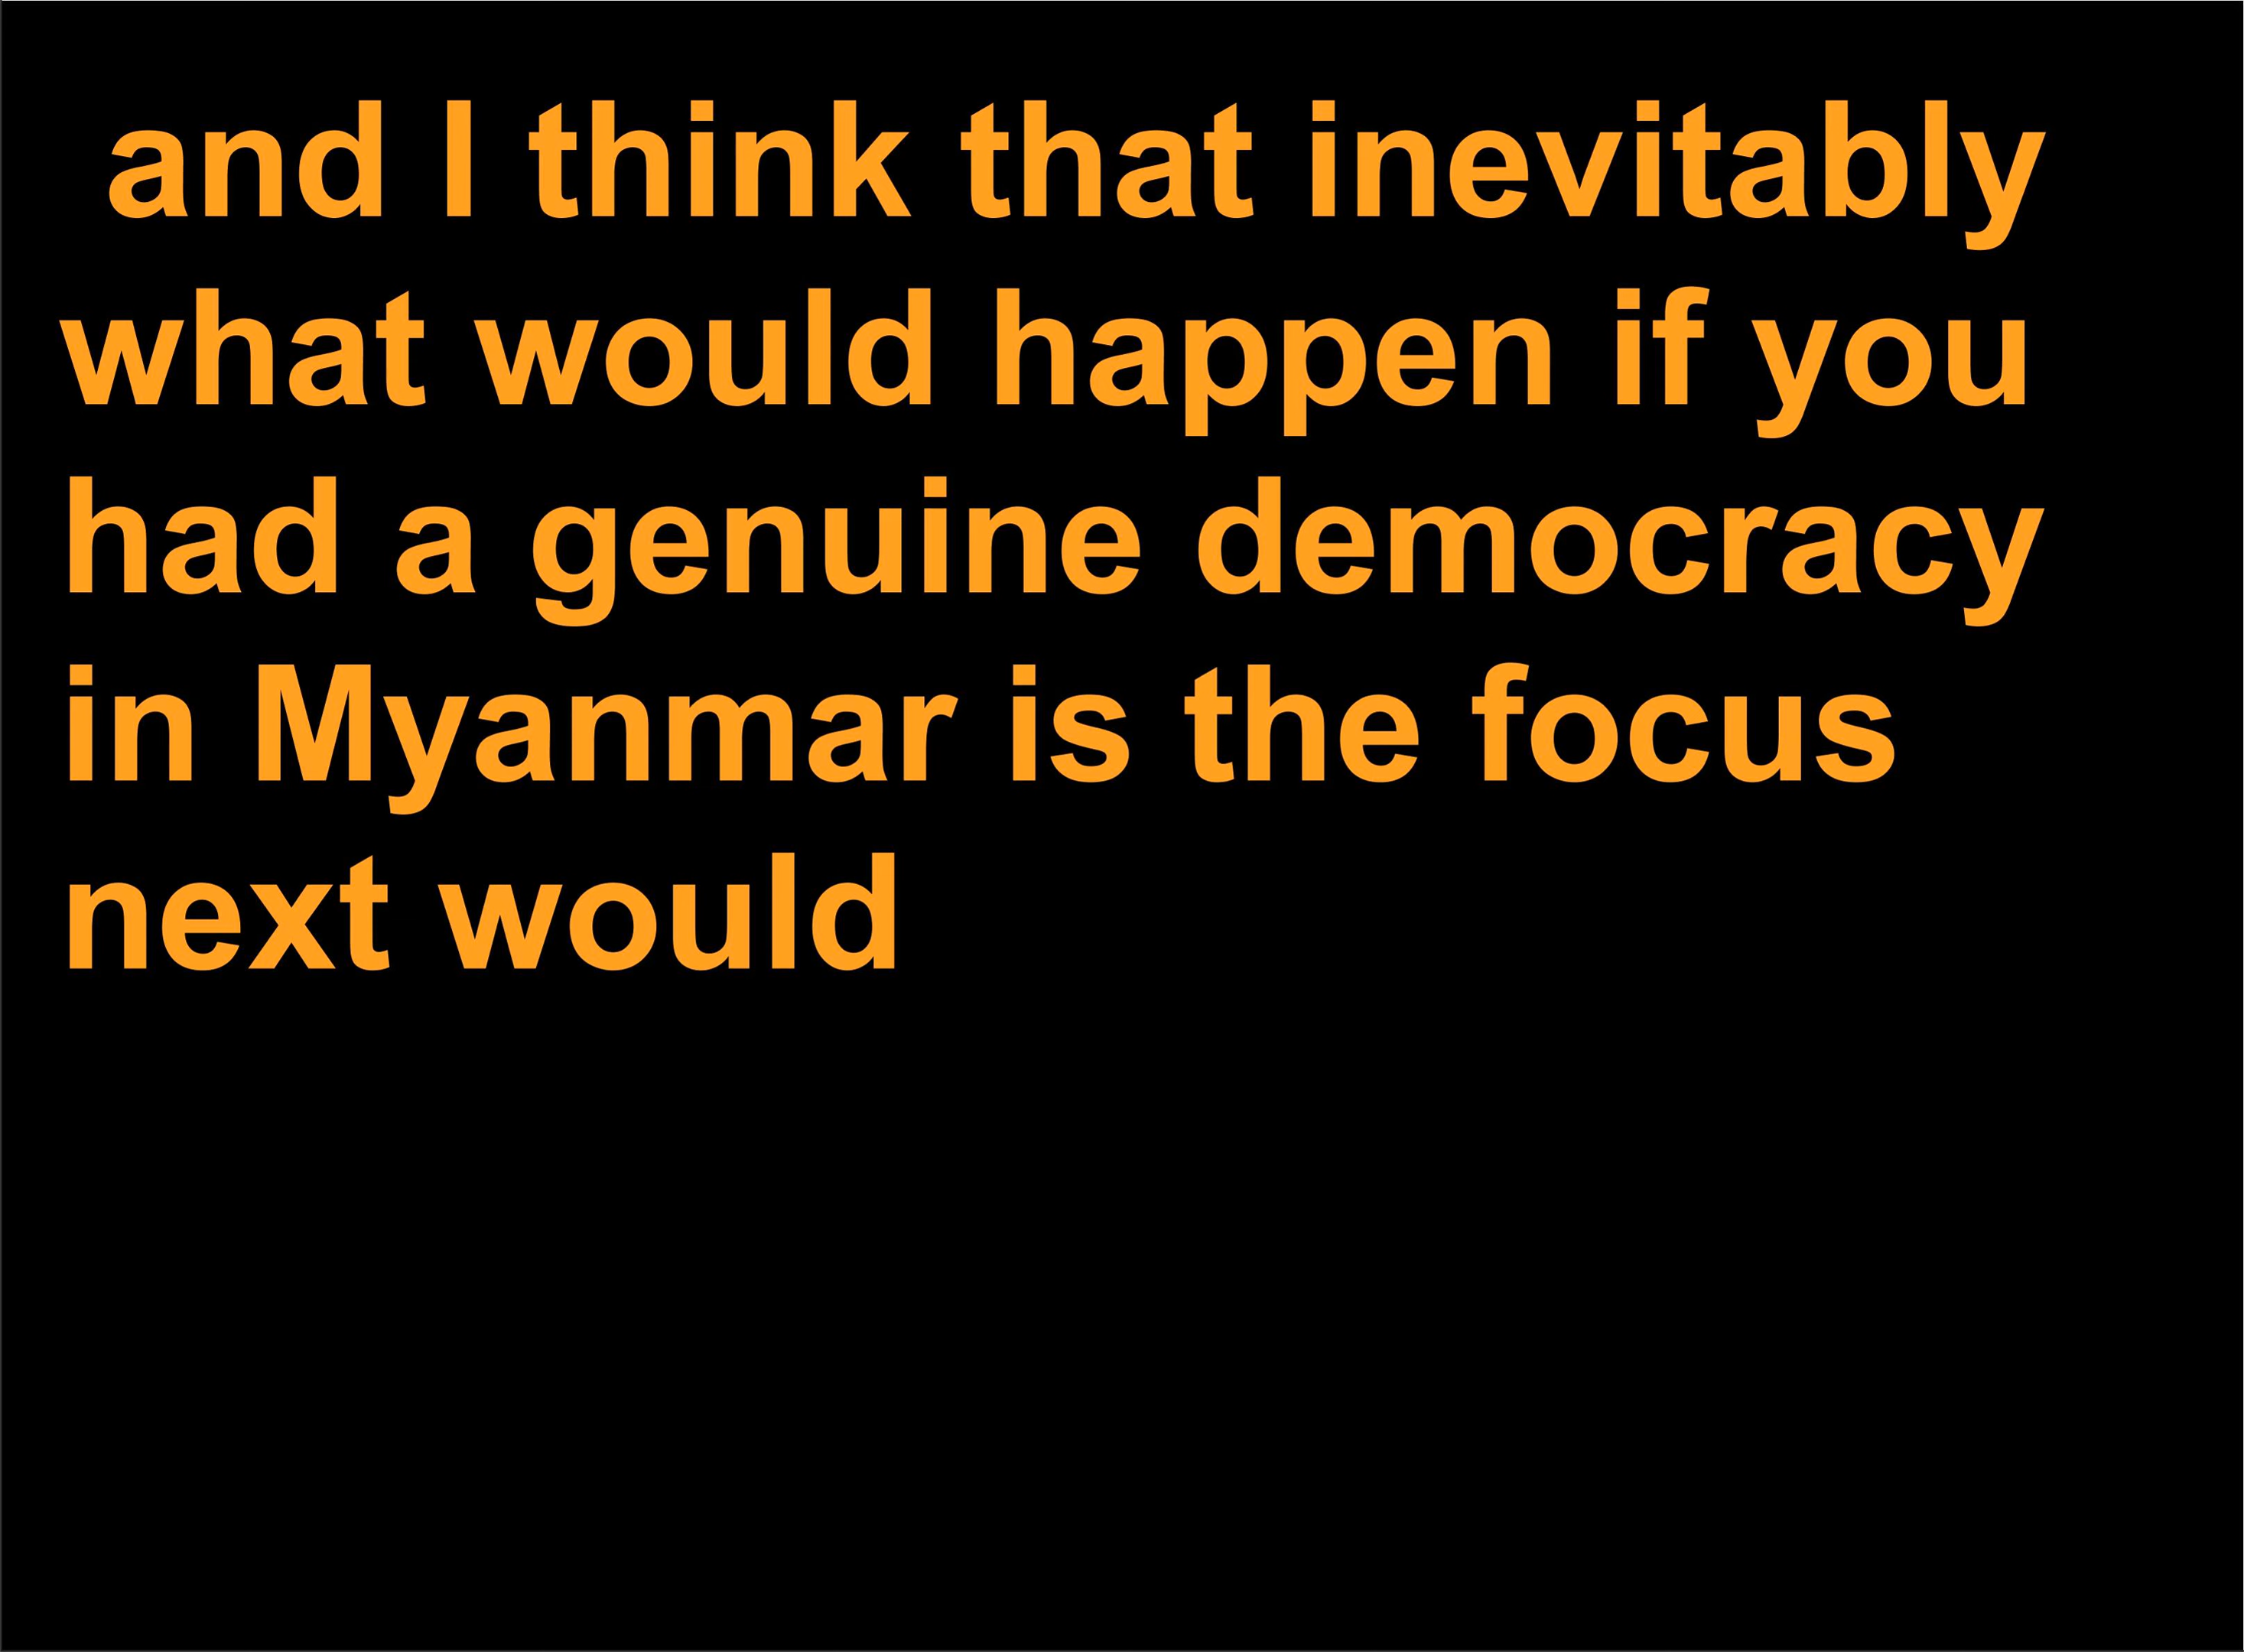 and I think that inevitably
what would happen if you
had a genuine democracy
in Myanmar is the focus
next would